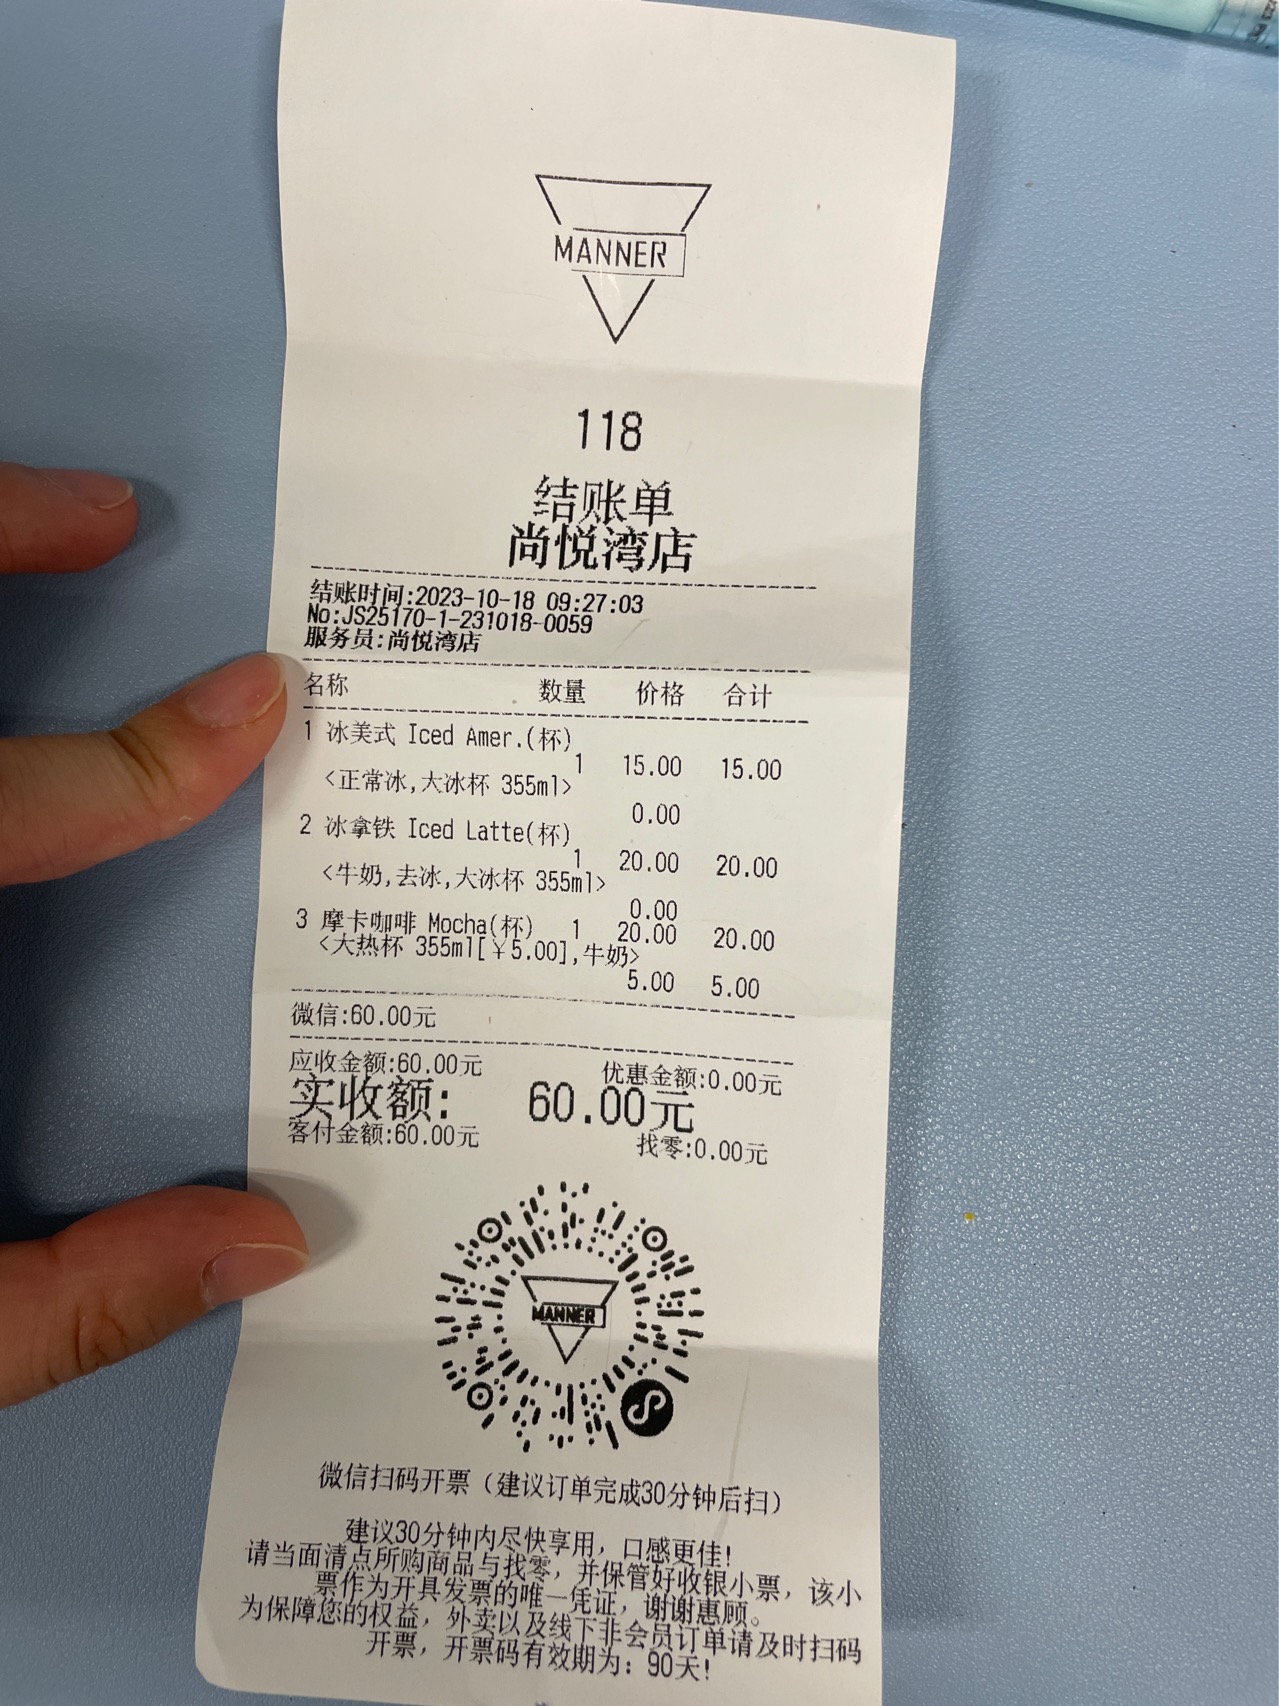 MANNER
118
结账单
尚悦湾店
结账时间:2023-10-18 09:27:03
No:JS25170-1-231018-0059
服务员:尚悦湾店
名称 数量 价格 合计
1 冰美式 Iced Amer.(杯)
1 15.00 15.00
<正常冰,大冰杯 355ml>
0.00
2 冰拿铁 Iced Latte(杯)
1 20.00 20.00
<牛奶,去冰,大冰杯 355ml>
0.00
3 摩卡咖啡 Mocha(杯) 1 20.00 20.00
<大热杯 355ml[￥5.00],牛奶>
5.00 5.00
微信:60.00元
应收金额:60.00元 优惠金额:0.00元
实收额: 60.00元
客付金额:60.00元 找零:0.00元
MANNER
微信扫码开票（建议订单完成30分钟后扫）
建议30分钟内尽快享用，口感更佳!
请当面清点所购商品与找零，并保管好收银小票，该小
票作为开具发票的唯一凭证，谢谢惠顾。
为保障您的权益，外卖以及线下非会员订单请及时扫码
开票，开票码有效期为：90天!